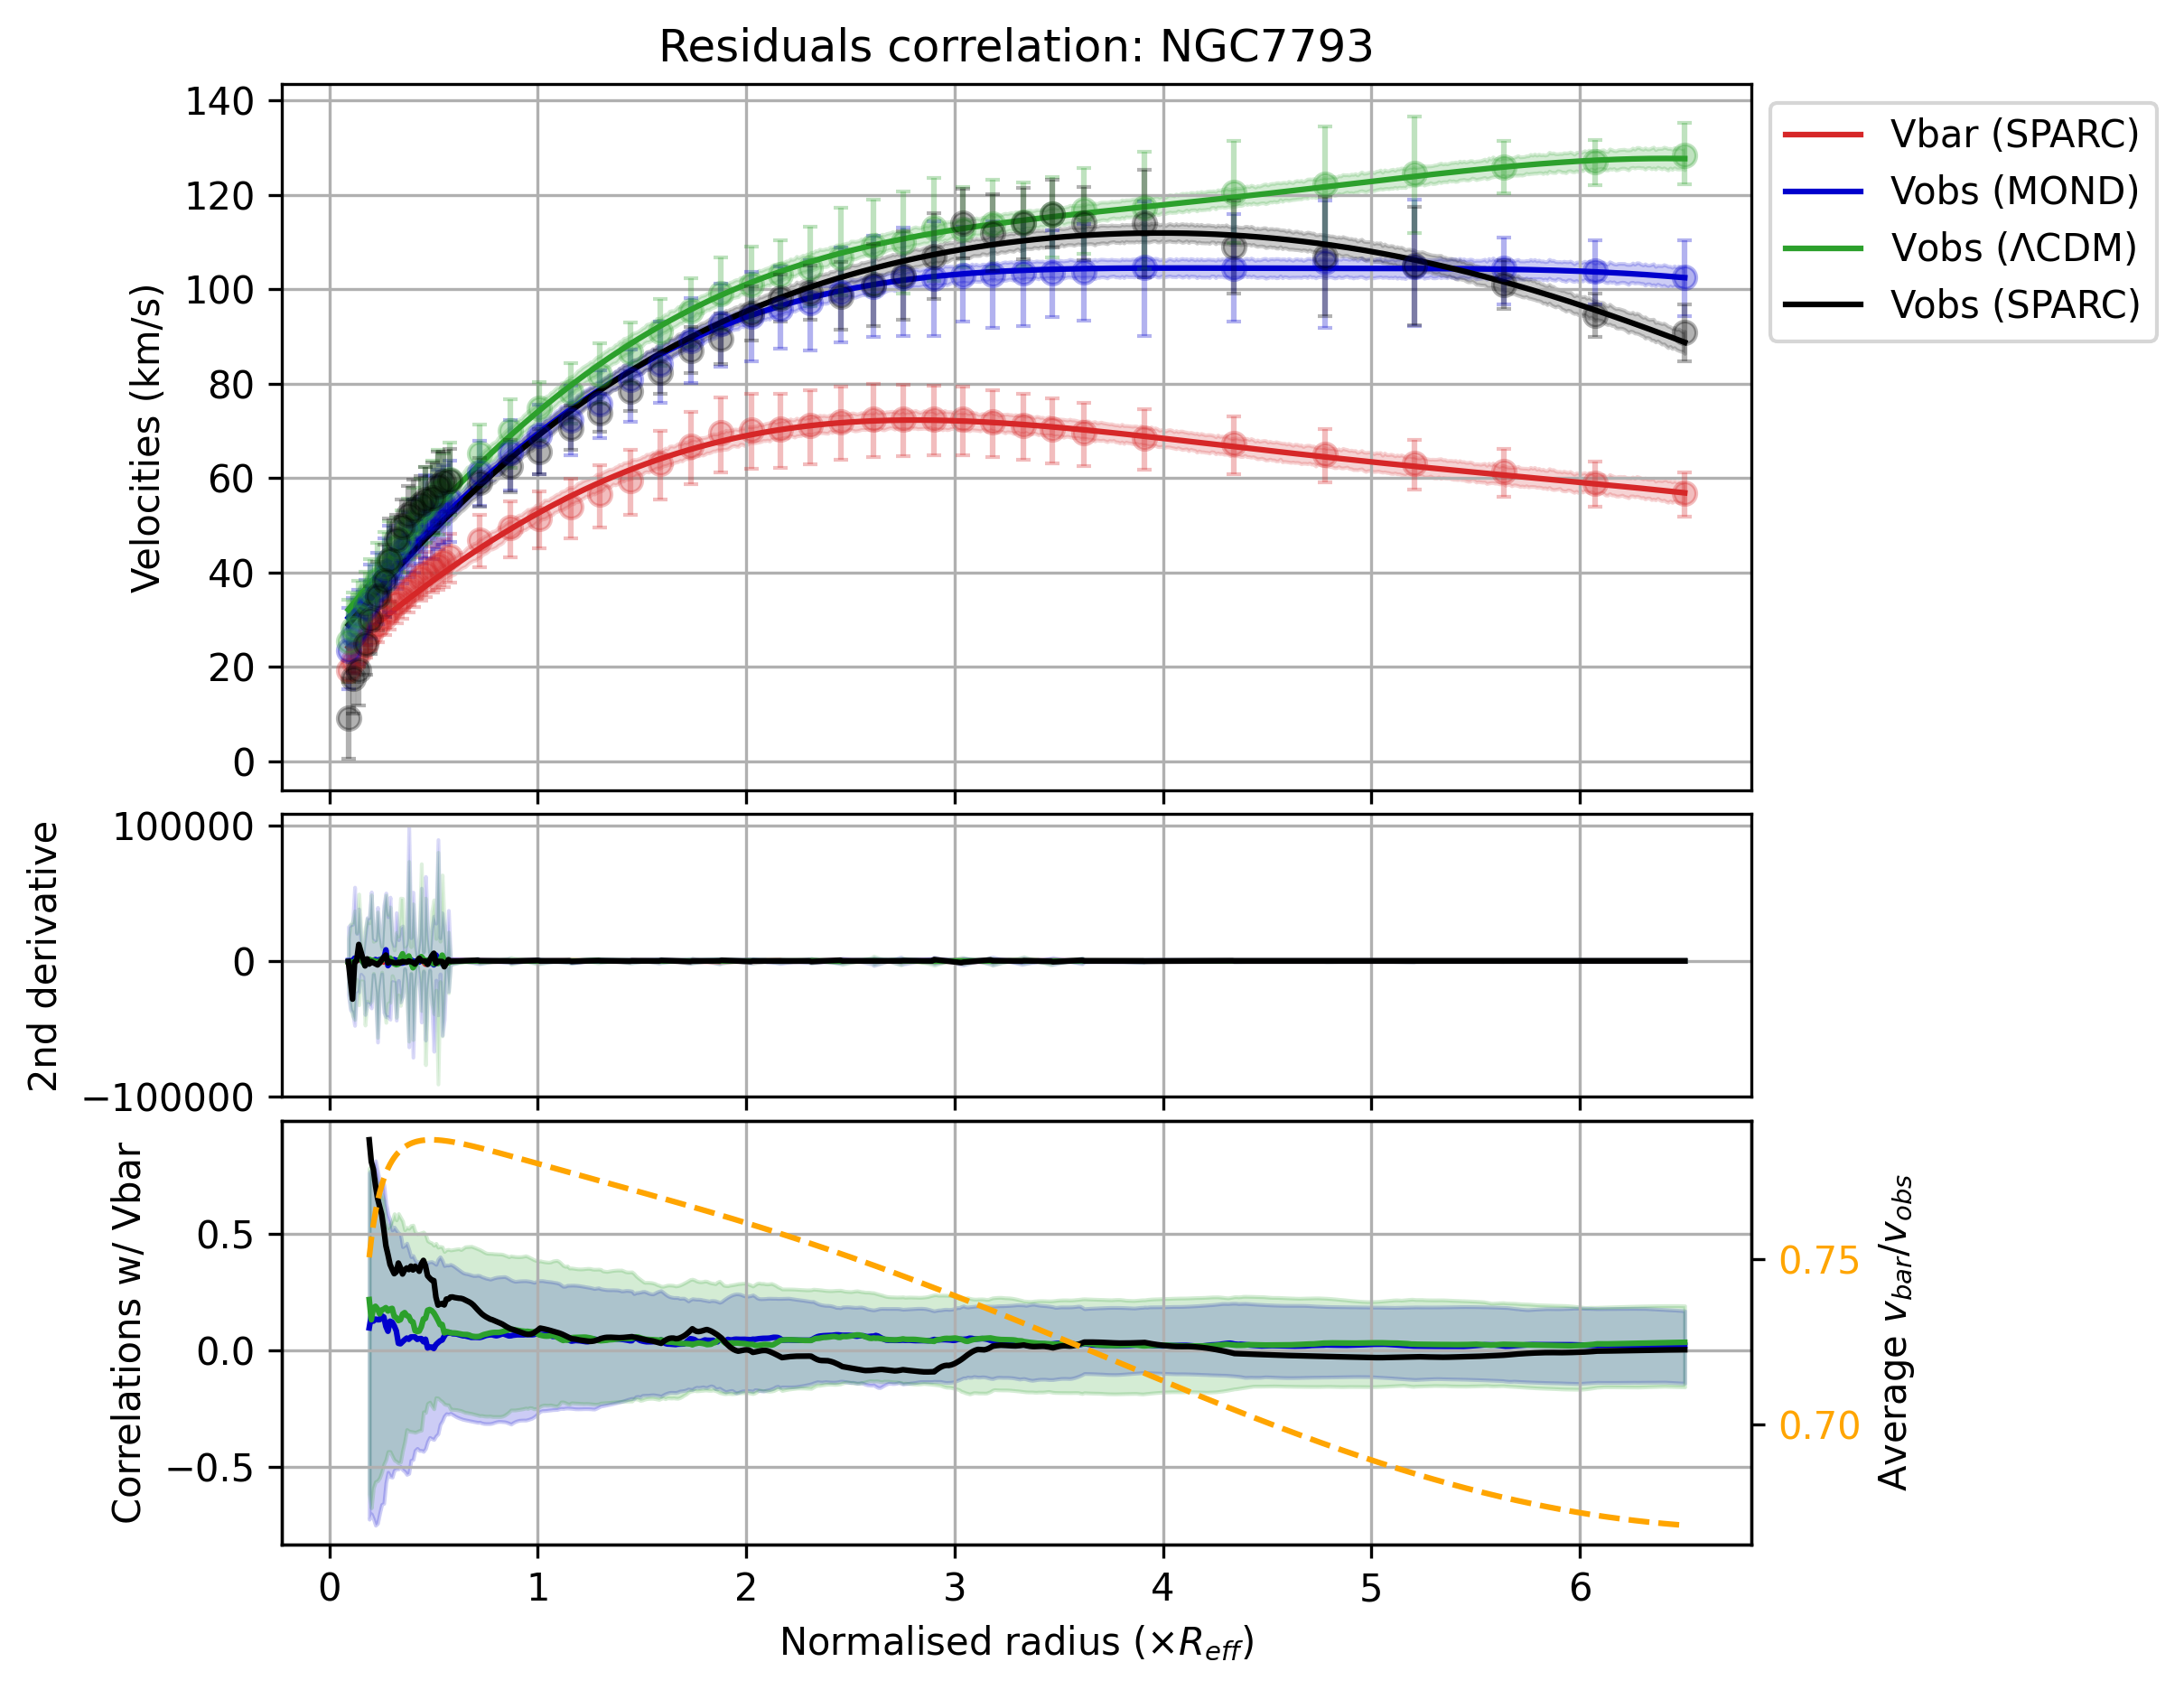 Residuals correlation: NGC7793
140
120
100
80
60
40
20
0
Velocities (km/s)
Vbar (SPARC)
Vobs (MOND)
Vobs (ΛCDM)
Vobs (SPARC)
100000
0
−100000
2nd derivative
0.5
0.0
−0.5
Correlations w/ Vbar
0.75
0.70
Average v_bar/v_obs
0 1 2 3 4 5 6
Normalised radius (×R_eff)